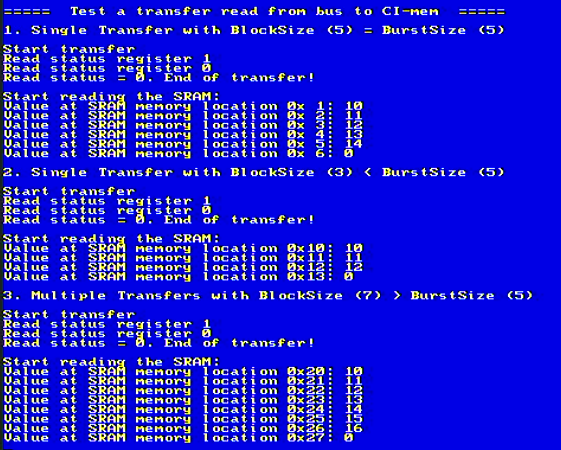 ===== Test a transfer read from bus to CI-mem =====
1. Single Transfer with BlockSize (5) = BurstSize (5)
Start transfer
Read status register 1
Read status register 0
Read status = 0. End of transfer!
Start reading the SRAM:
Value at SRAM memory location 0x 1: 10
Value at SRAM memory location 0x 2: 11
Value at SRAM memory location 0x 3: 12
Value at SRAM memory location 0x 4: 13
Value at SRAM memory location 0x 5: 14
Value at SRAM memory location 0x 6: 0
2. Single Transfer with BlockSize (3) < BurstSize (5)
Start transfer
Read status register 1
Read status register 0
Read status = 0. End of transfer!
Start reading the SRAM:
Value at SRAM memory location 0x10: 10
Value at SRAM memory location 0x11: 11
Value at SRAM memory location 0x12: 12
Value at SRAM memory location 0x13: 0
3. Multiple Transfers with BlockSize (7) > BurstSize (5)
Start transfer
Read status register 1
Read status register 0
Read status = 0. End of transfer!
Start reading the SRAM:
Value at SRAM memory location 0x20: 10
Value at SRAM memory location 0x21: 11
Value at SRAM memory location 0x22: 12
Value at SRAM memory location 0x23: 13
Value at SRAM memory location 0x24: 14
Value at SRAM memory location 0x25: 15
Value at SRAM memory location 0x26: 16
Value at SRAM memory location 0x27: 0